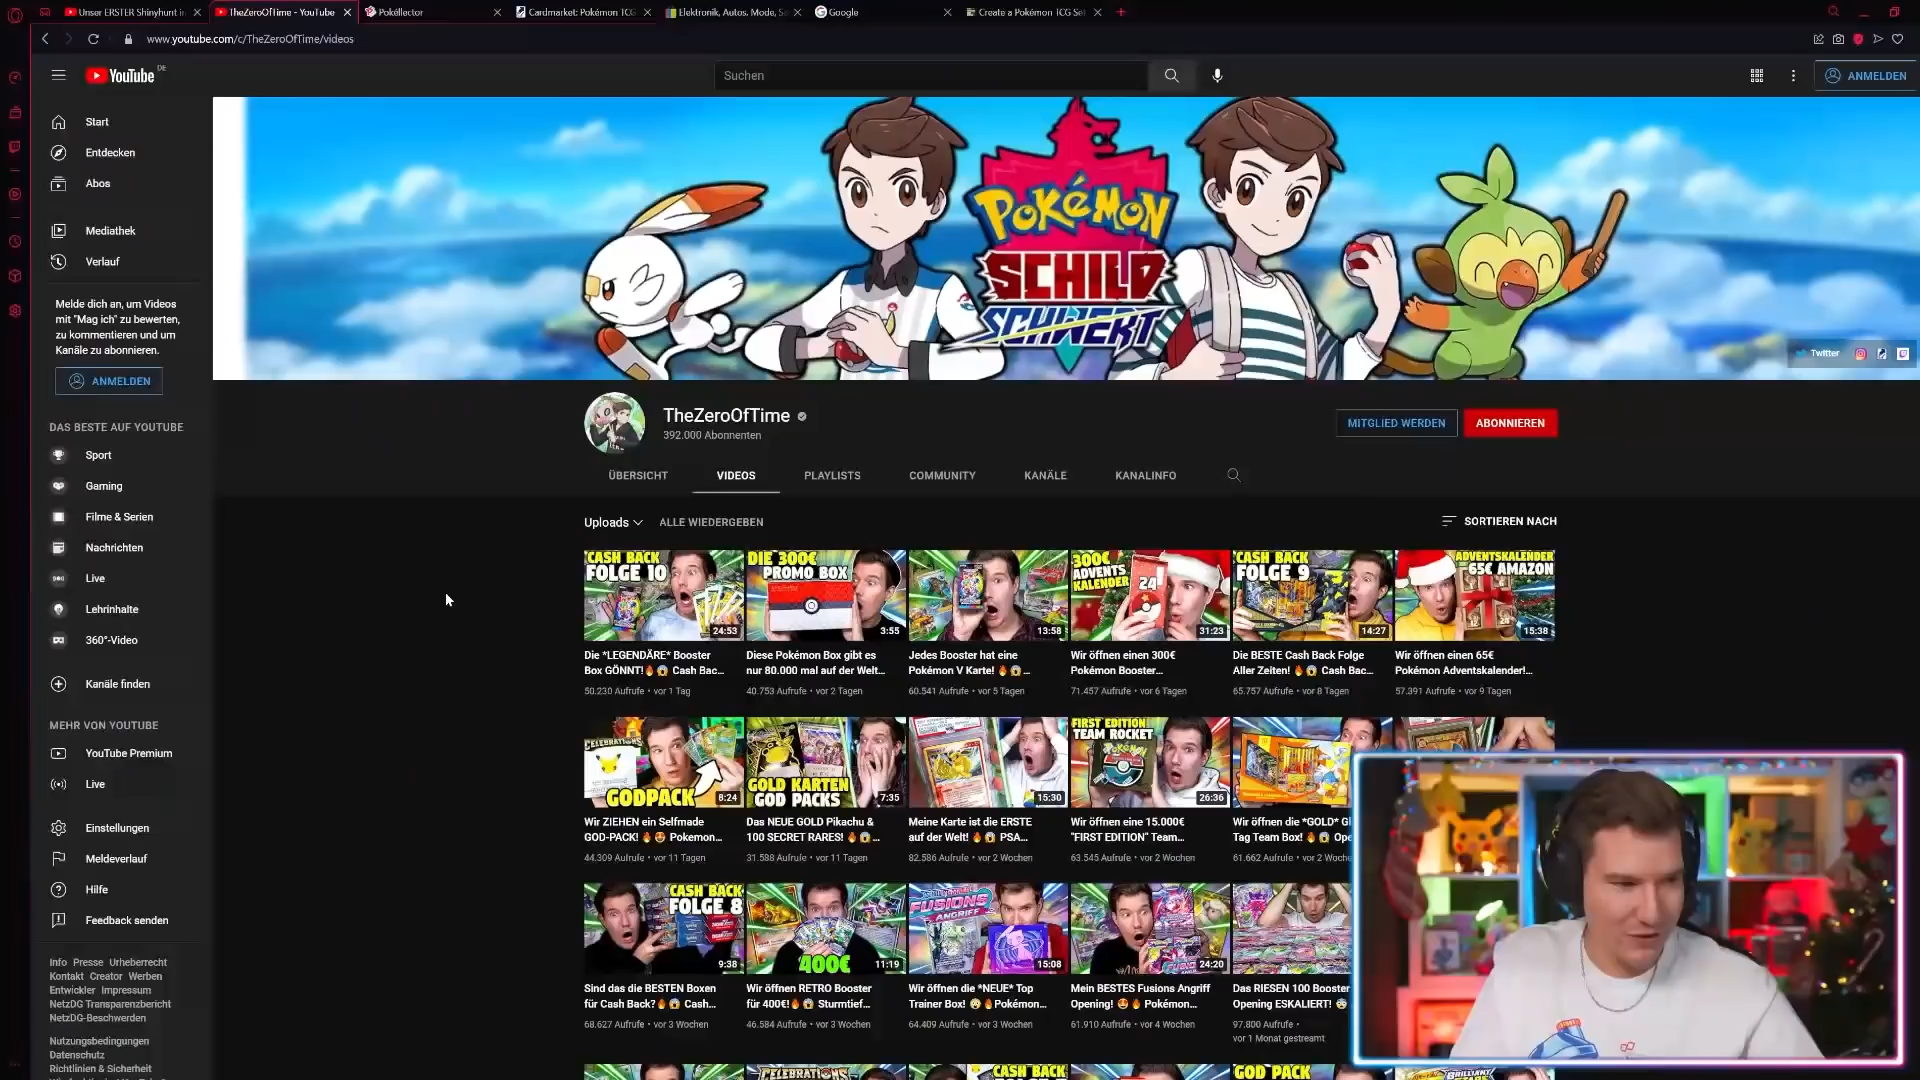 Unser ERSTER Shinyhunt in
TheZeroOfTime - YouTube
Pokéllector
Cardmarket: Pokémon TCG
Elektronik, Autos, Mode, S
Google
Create a Pokémon TCG Set
www.youtube.com/c/TheZeroOfTime/videos
YouTube DE
Suchen
ANMELDEN
Start
Entdecken
Abos
Mediathek
Verlauf
Melde dich an, um Videos
mit "Mag ich" zu bewerten,
zu kommentieren und um
Kanäle zu abonnieren.
ANMELDEN
DAS BESTE AUF YOUTUBE
Sport
Gaming
Filme & Serien
Nachrichten
Live
Lehrinhalte
360°-Video
Kanäle finden
MEHR VON YOUTUBE
YouTube Premium
Live
Einstellungen
Meldeverlauf
Hilfe
Feedback senden
Info Presse Urheberrecht
Kontakt Creator Werben
Entwickler Impressum
NetzDG Transparenzbericht
NetzDG-Beschwerden
Nutzungsbedingungen
Datenschutz
Richtlinien & Sicherheit
POKéMON
SCHILD
SCHWERT
Twitter
TheZeroOfTime
392.000 Abonnenten
MITGLIED WERDEN
ABONNIEREN
ÜBERSICHT
VIDEOS
PLAYLISTS
COMMUNITY
KANÄLE
KANALINFO
Uploads
ALLE WIEDERGEBEN
SORTIEREN NACH
CASH BACK
FOLGE 10
24:53
DIE 300€
PROMO BOX
3:55
13:58
300€
ADVENTS
KALENDER
24
31:23
CASH BACK
FOLGE 9
14:27
ADVENTSKALENDER
65€ AMAZON
15:38
Die *LEGENDÄRE* Booster
Box GÖNNT!🔥😱 Cash Bac...
50.230 Aufrufe • vor 1 Tag
Diese Pokémon Box gibt es
nur 80.000 mal auf der Welt...
40.753 Aufrufe • vor 2 Tagen
Jedes Booster hat eine
Pokémon V Karte! 🔥😱...
60.541 Aufrufe • vor 5 Tagen
Wir öffnen einen 300€
Pokémon Booster...
71.457 Aufrufe • vor 6 Tagen
Die BESTE Cash Back Folge
Aller Zeiten! 🔥😱 Cash Bac...
65.757 Aufrufe • vor 8 Tagen
Wir öffnen einen 65€
Pokémon Adventskalender!...
57.391 Aufrufe • vor 9 Tagen
CELEBRATIONS
GODPACK
8:24
GOLD KARTEN
GOD PACKS
7:35
15:30
FIRST EDITION
TEAM ROCKET
POKéMON
26:36
Wir ZIEHEN ein Selfmade
GOD-PACK! 🔥🤩 Pokemon...
44.309 Aufrufe • vor 11 Tagen
Das NEUE GOLD Pikachu &
100 SECRET RARES! 🔥😱...
31.588 Aufrufe • vor 11 Tagen
Meine Karte ist die ERSTE
auf der Welt! 🔥😱 PSA...
82.586 Aufrufe • vor 2 Wochen
Wir öffnen eine 15.000€
"FIRST EDITION" Team...
63.545 Aufrufe • vor 2 Wochen
Wir öffnen die *GOLD* Gl
Tag Team Box! 🔥😱 Ope
61.662 Aufrufe • vor 2 Woche
CASH BACK
FOLGE 8
9:38
400€
11:19
FUSIONS
ANGRIFF
15:08
24:20
Sind das die BESTEN Boxen
für Cash Back?🔥😱 Cash...
68.627 Aufrufe • vor 3 Wochen
Wir öffnen RETRO Booster
für 400€!🔥😱 Sturmtief...
46.584 Aufrufe • vor 3 Wochen
Wir öffnen die *NEUE* Top
Trainer Box! 😨🔥Pokémon...
64.409 Aufrufe • vor 3 Wochen
Mein BESTES Fusions Angriff
Opening! 🤩🔥 Pokémon...
61.910 Aufrufe • vor 4 Wochen
Das RIESEN 100 Booster
Opening ESKALIERT! 😨
97.800 Aufrufe •
vor 1 Monat gestreamt
CELEBRATIONS
CASH BACK
GOD PACK
BRILLIANT